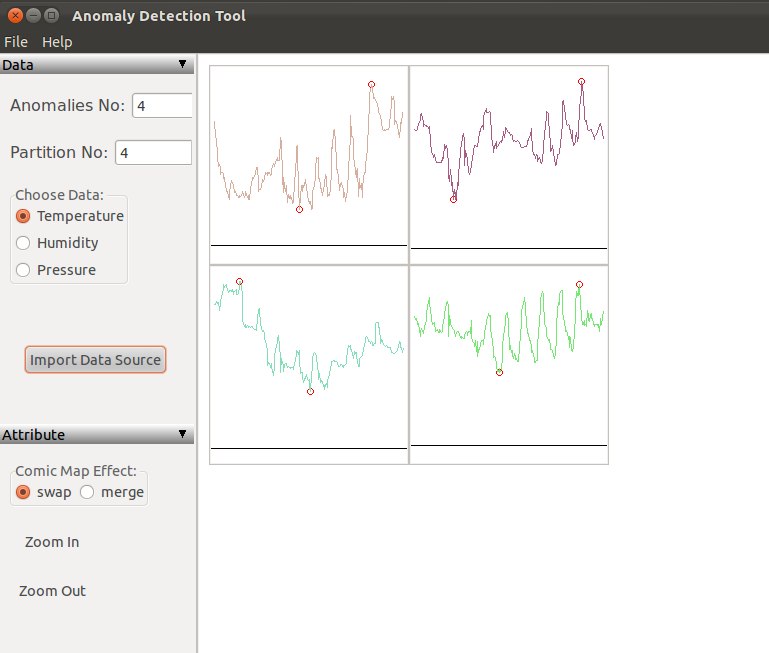 Anomaly Detection Tool
File Help
Data
Anomalies No: 4
Partition No: 4
Choose Data:
Temperature
Humidity
Pressure
Import Data Source
Attribute
Comic Map Effect:
swap merge
Zoom In
Zoom Out